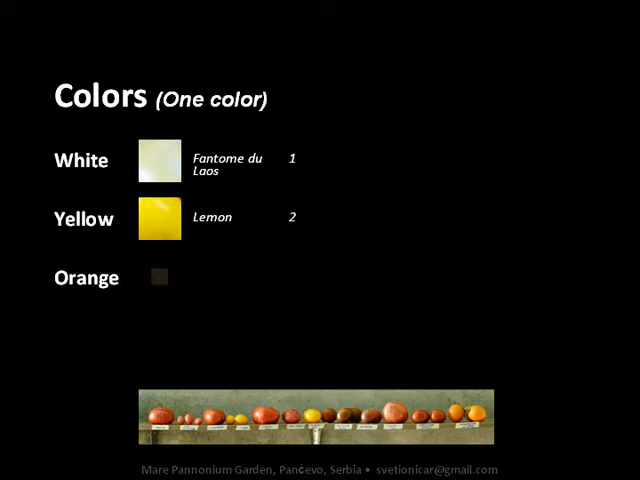 Colors (One color)
White Fantome du Laos 1
Yellow Lemon 2
Orange
Mare Pannonium Garden, Pančevo, Serbia • svetionicar@gmail.com